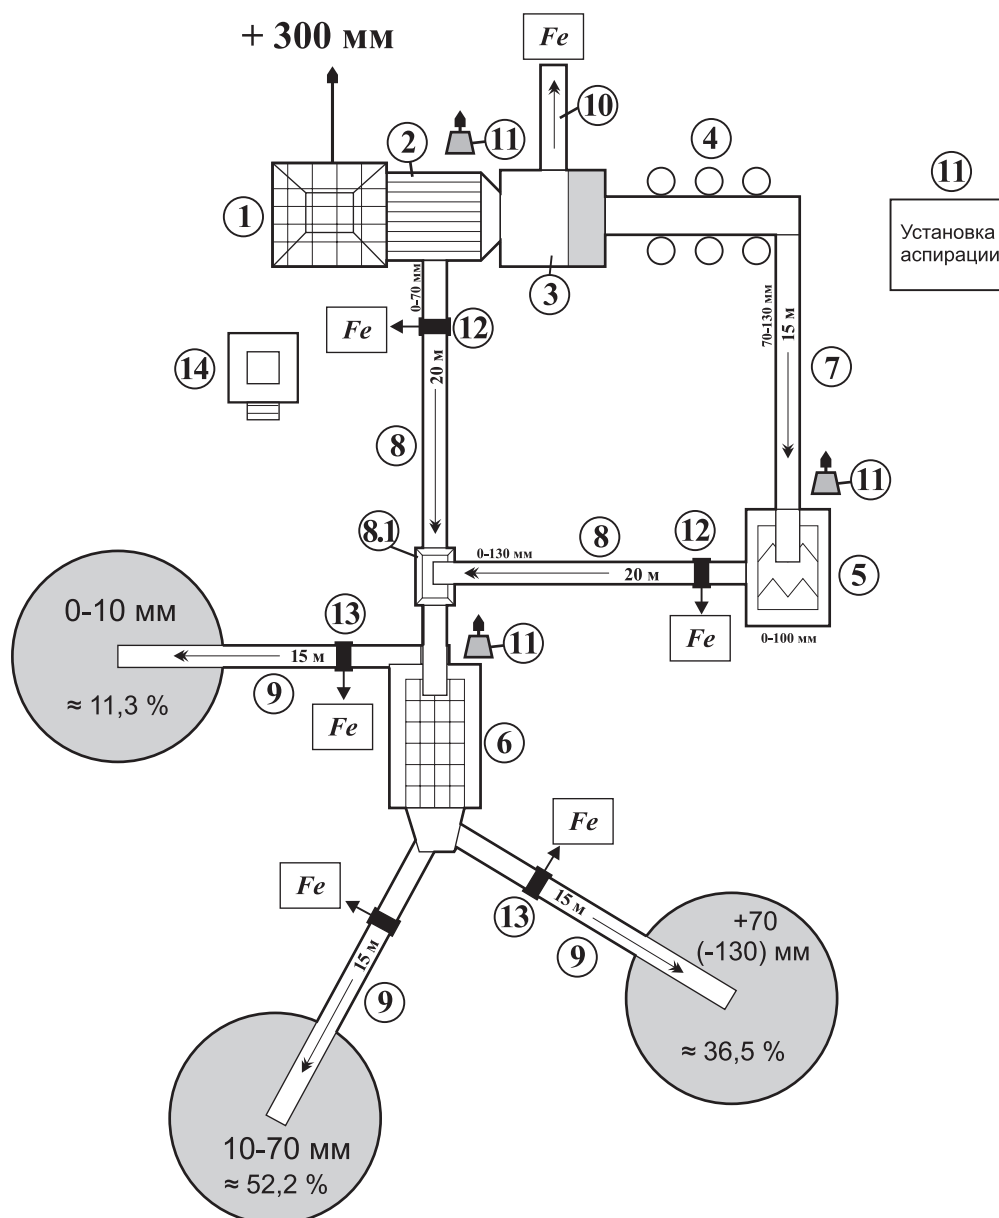 + 300 мм
Fe
10
11
4
2
11
1
Установка
аспирации
3
0-70 мм
Fe
12
70-130 мм
15 м
14
20 м
7
8
11
8.1
12
8
0-130 мм
20 м
5
0-10 мм
13
Fe
0-100 мм
11
15 м
≈ 11,3 %
9
Fe
6
Fe
Fe
15 м
13
+70
(-130) мм
15 м
9
9
≈ 36,5 %
10-70 мм
≈ 52,2 %